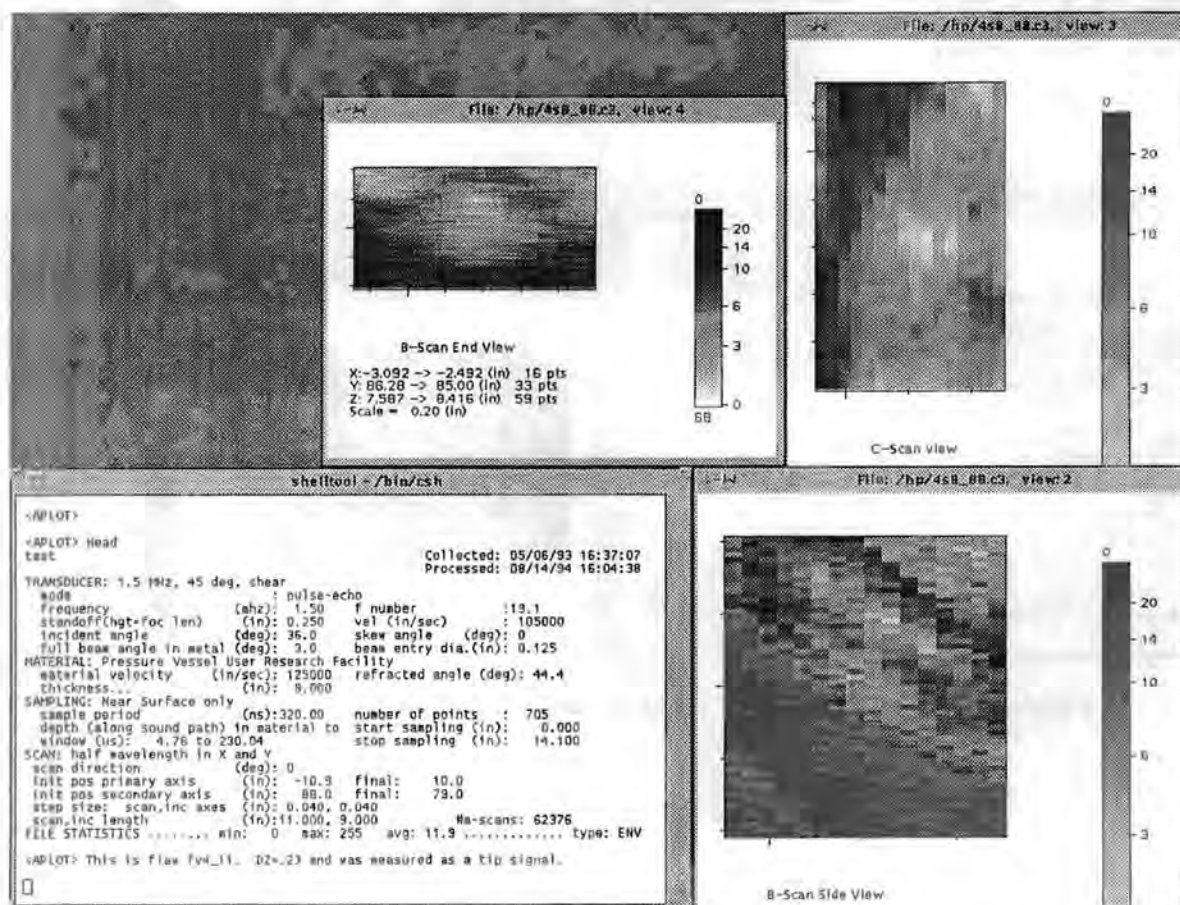 File: /hp/4s8_88.c3, view: 4
0
20
14
10
6
3
0
68
B-Scan End View
X:-3.092 -> -2.492 (in) 16 pts
Y: 86.28 -> 85.00 (in) 33 pts
Z: 7.587 -> 8.416 (in) 59 pts
Scale = 0.20 (in)
File: /hp/4s8_88.c3, view: 3
0
20
14
10
6
3
C-Scan view
shelltool - /bin/csh
<APLOT>
<APLOT> Head
test Collected: 05/06/93 16:37:07
Processed: 08/14/94 16:04:38
TRANSDUCER: 1.5 MHz, 45 deg, shear
mode : pulse-echo
frequency (mhz): 1.50 f number :19.1
standoff(hgt+foc len) (in): 0.250 vel (in/sec) : 105000
incident angle (deg): 36.0 skew angle (deg): 0
full beam angle in metal (deg): 3.0 beam entry dia.(in): 0.125
MATERIAL: Pressure Vessel User Research Facility
material velocity (in/sec): 125000 refracted angle (deg): 44.4
thickness... (in): 9.000
SAMPLING: Near Surface only
sample period (ns):320.00 number of points : 705
depth (along sound path) in material to start sampling (in): 0.000
window (us): 4.76 to 230.04 stop sampling (in): 14.100
SCAN: half wavelength in X and Y
scan direction (deg): 0
init pos primary axis (in): -10.9 final: 10.0
init pos secondary axis (in): 88.0 final: 79.0
step size: scan,inc axes (in): 0.040, 0.040
scan,inc length (in):11.000, 9.000 #a-scans: 62376
FILE STATISTICS ........ min: 0 max: 255 avg: 11.9 ............. type: ENV
<APLOT> This is flaw fv4_11. DZ=.23 and was measured as a tip signal.
File: /hp/4s8_88.c3, view: 2
0
20
14
10
6
3
B-Scan Side View